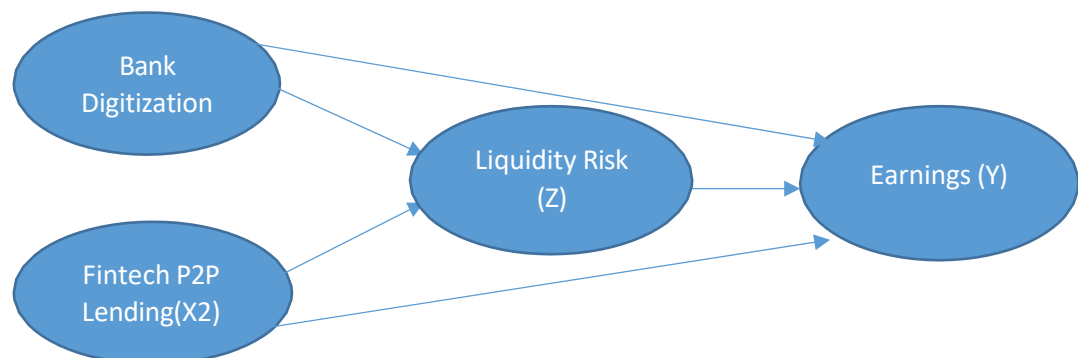 Bank
Digitization
Liquidity Risk
(Z)
Earnings (Y)
Fintech P2P
Lending(X2)